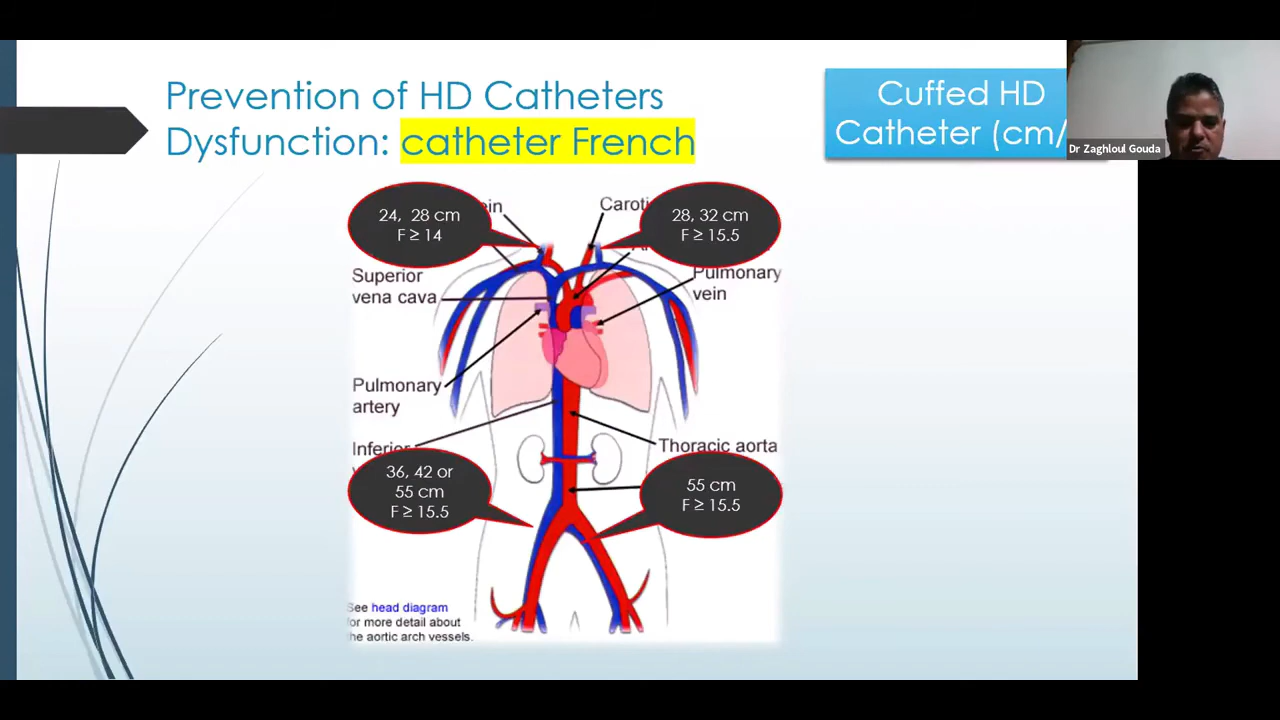 Prevention of HD Catheters
Dysfunction: catheter French
Cuffed HD
Catheter (cm/
Dr Zaghloul Gouda
24, 28 cm
F ≥ 14
28, 32 cm
F ≥ 15.5
Superior
vena cava
Pulmonary
vein
Pulmonary
artery
Inferior
Thoracic aorta
36, 42 or
55 cm
F ≥ 15.5
55 cm
F ≥ 15.5
See head diagram
for more detail about
the aortic arch vessels.